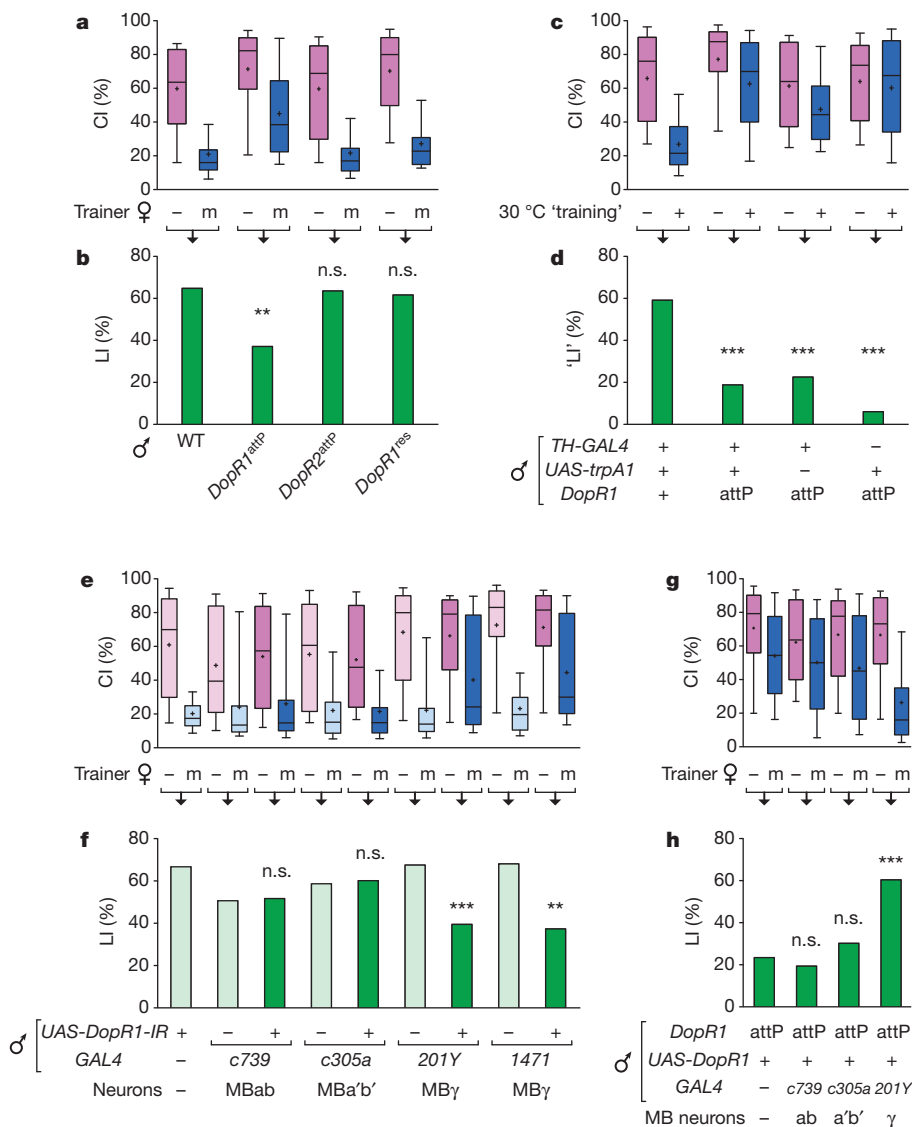 a
CI (%)
100
80
60
40
20
0
Trainer ♀ – m – m – m – m
b
LI (%)
80
60
40
20
0
** n.s. n.s.
♂ WT DopR1attP DopR2attP DopR1res
c
CI (%)
100
80
60
40
20
0
30 °C ‘training’ – + – + – + – +
d
‘LI’ (%)
80
60
40
20
0
*** *** ***
♂
TH-GAL4 + + + –
UAS-trpA1 + + – +
DopR1 + attP attP attP
e
CI (%)
100
80
60
40
20
0
Trainer ♀ – m – m – m – m – m – m – m – m – m
f
LI (%)
80
60
40
20
0
n.s. n.s. *** **
♂
UAS-DopR1-IR + – + – + – + – +
GAL4 – c739 c305a 201Y 1471
Neurons – MBab MBa′b′ MBγ MBγ
g
CI (%)
100
80
60
40
20
0
Trainer ♀ – m – m – m – m
h
LI (%)
80
60
40
20
0
n.s. n.s. ***
♂
DopR1 attP attP attP attP
UAS-DopR1 + + + +
GAL4 – c739 c305a 201Y
MB neurons – ab a′b′ γ